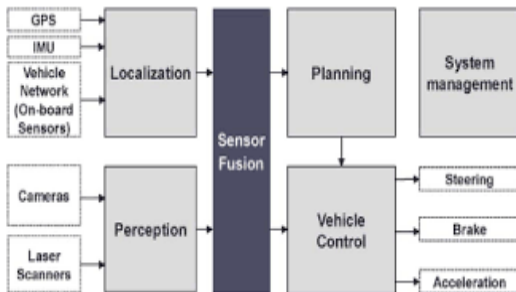 GPS
IMU
Vehicle
Network
(On-board
Sensors)
Localization
Sensor
Fusion
Planning
System
management
Cameras
Laser
Scanners
Perception
Vehicle
Control
Steering
Brake
Acceleration